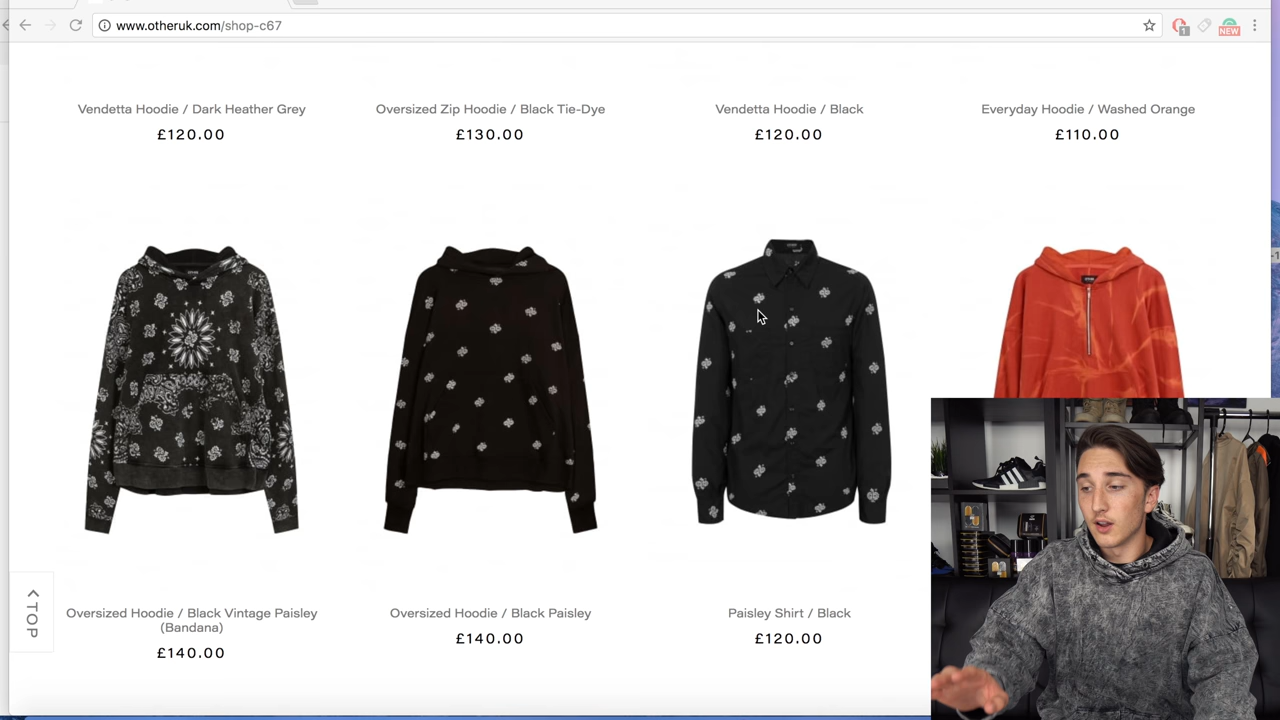 www.otheruk.com/shop-c67
1
NEW
Vendetta Hoodie / Dark Heather Grey
£120.00
Oversized Zip Hoodie / Black Tie-Dye
£130.00
Vendetta Hoodie / Black
£120.00
Everyday Hoodie / Washed Orange
£110.00
Oversized Hoodie / Black Vintage Paisley
(Bandana)
£140.00
Oversized Hoodie / Black Paisley
£140.00
Paisley Shirt / Black
£120.00
TOP